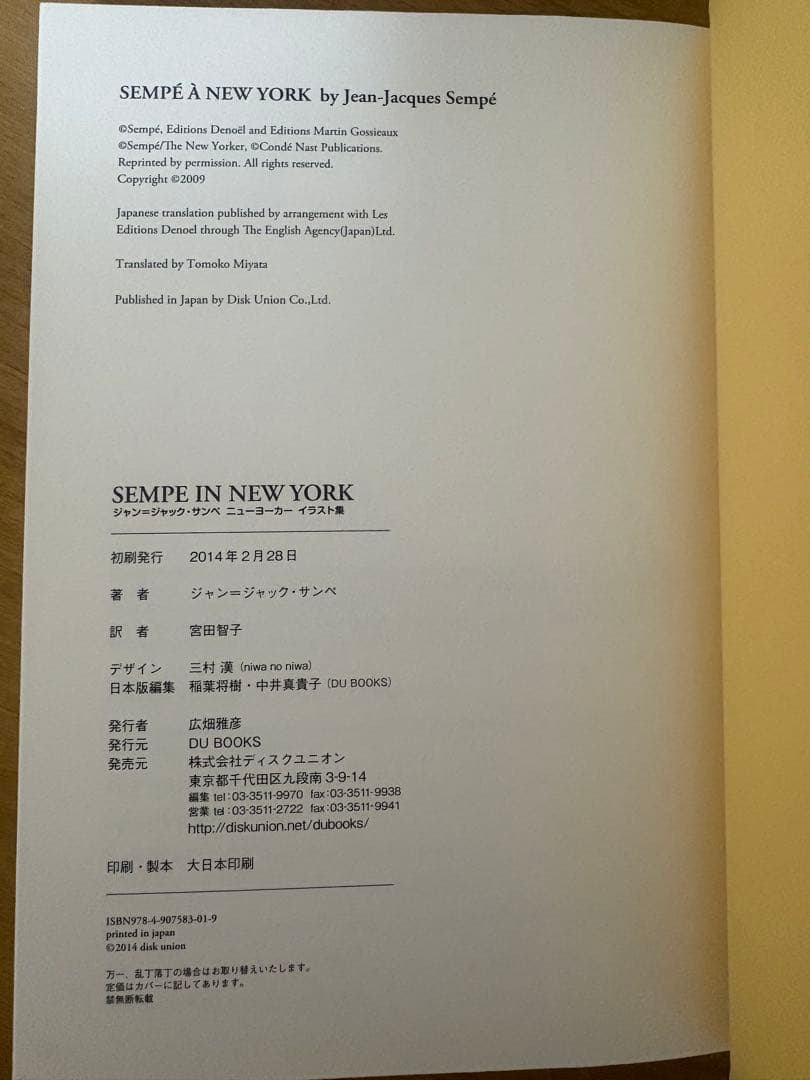 SEMPÉ À NEW YORK by Jean-Jacques Sempé
©Sempé, Editions Denoël and Editions Martin Gossieaux
©Sempé/The New Yorker, ©Condé Nast Publications.
Reprinted by permission. All rights reserved.
Copyright ©2009
Japanese translation published by arrangement with Les
Editions Denoel through The English Agency(Japan)Ltd.
Translated by Tomoko Miyata
Published in Japan by Disk Union Co.,Ltd.
SEMPE IN NEW YORK
ジャン=ジャック・サンペ ニューヨーカー イラスト集
初刷発行 2014年2月28日
著 者 ジャン=ジャック・サンペ
訳 者 宮田智子
デザイン 三村 漢 (niwa no niwa)
日本版編集 稲葉将樹・中井真貴子 (DU BOOKS)
発行者 広畑雅彦
発行元 DU BOOKS
発売元 株式会社ディスクユニオン
東京都千代田区九段南3-9-14
編集 tel:03-3511-9970 fax:03-3511-9938
営業 tel:03-3511-2722 fax:03-3511-9941
http://diskunion.net/dubooks/
印刷・製本 大日本印刷
ISBN978-4-907583-01-9
printed in japan
©2014 disk union
万一、乱丁落丁の場合はお取り替えいたします。
定価はカバーに記してあります。
禁無断転載